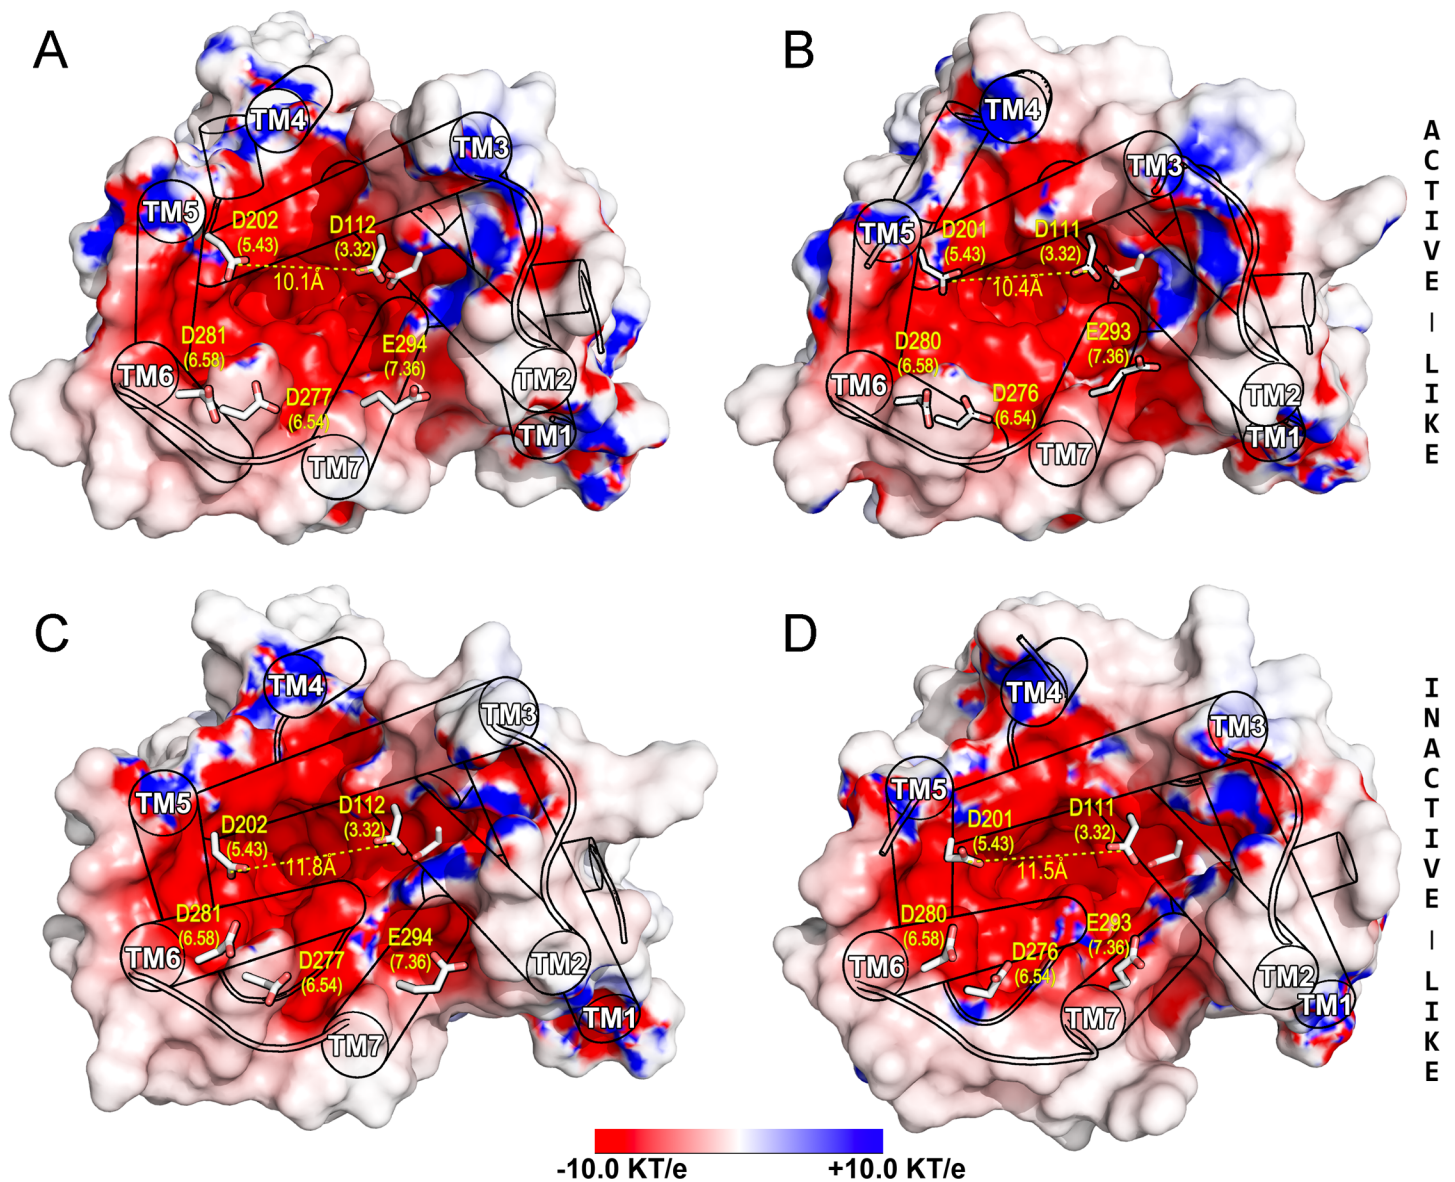 A
TM4
TM3
TM5
D202
(5.43)
D112
(3.32)
10.1Å
D281
(6.58)
E294
(7.36)
TM6
D277
(6.54)
TM2
TM7
TM1
B
TM4
TM3
TM5
D201
(5.43)
D111
(3.32)
10.4Å
D280
(6.58)
E293
(7.36)
TM6
D276
(6.54)
TM2
TM7
TM1
ACTIVE | LIKE
C
TM4
TM3
TM5
D202
(5.43)
D112
(3.32)
11.8Å
D281
(6.58)
E294
(7.36)
TM6
D277
(6.54)
TM2
TM7
TM1
D
TM4
TM3
TM5
D201
(5.43)
D111
(3.32)
11.5Å
D280
(6.58)
E293
(7.36)
TM6
D276
(6.54)
TM2
TM7
TM1
INACTIVE | LIKE
-10.0 KT/e
+10.0 KT/e